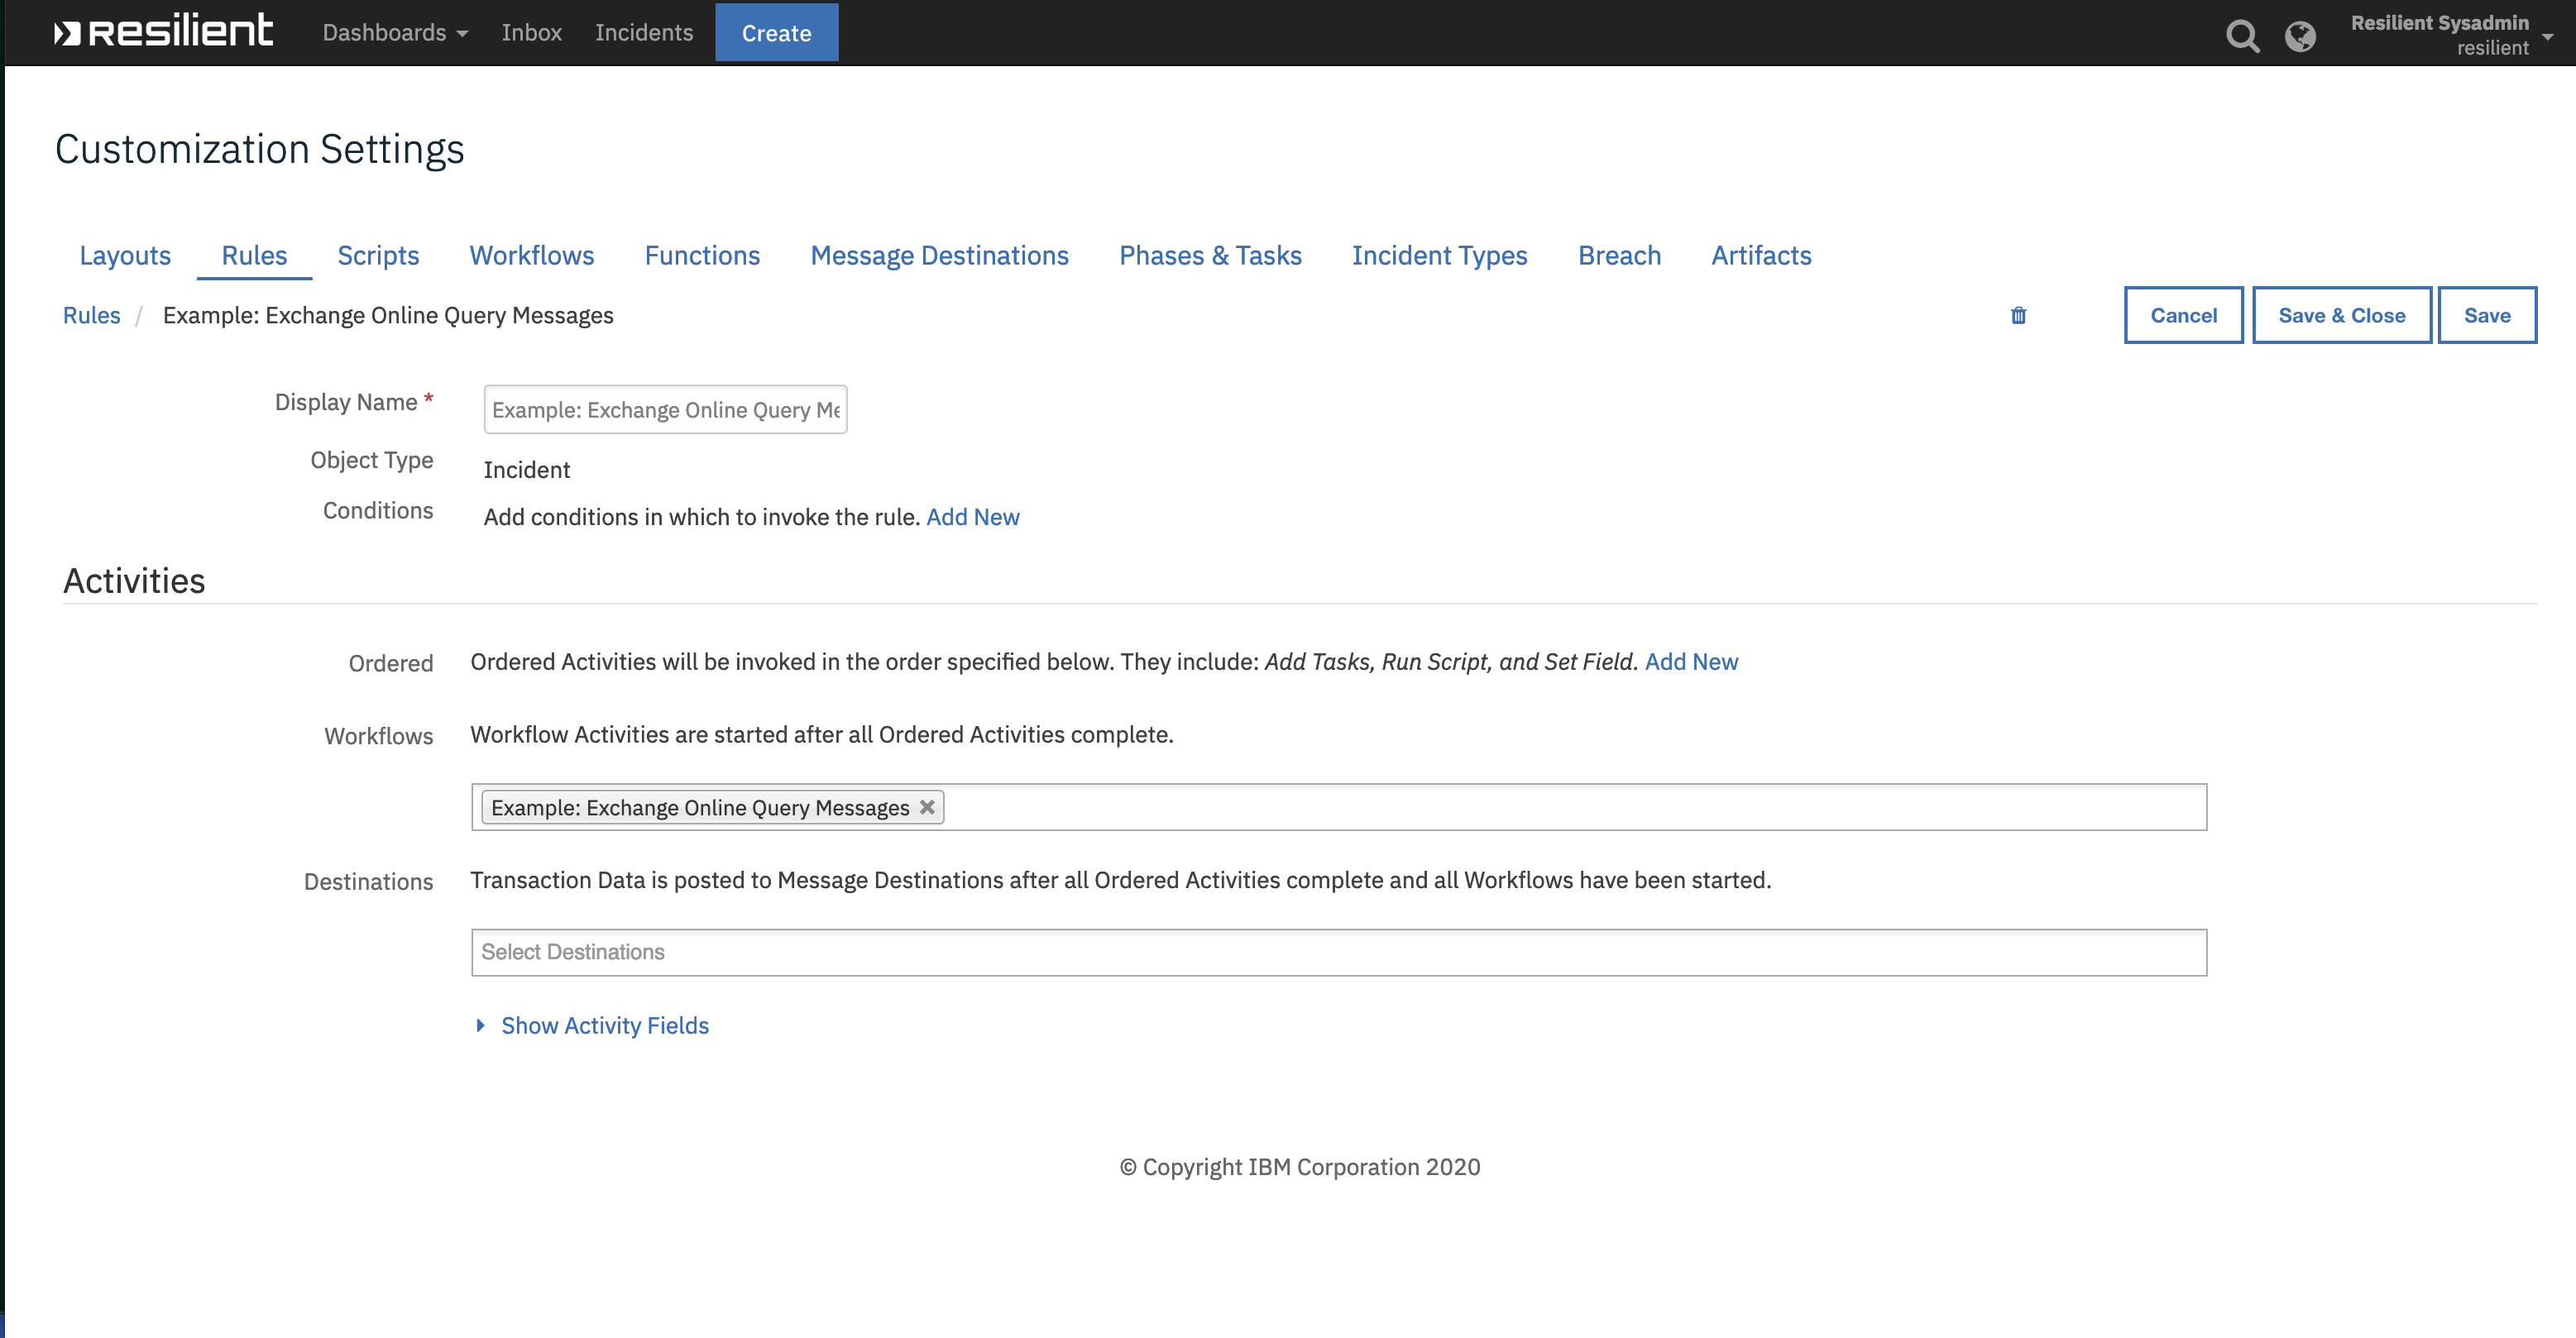 resilient Dashboards Inbox Incidents Create Resilient Sysadmin
resilient
Customization Settings
Layouts Rules Scripts Workflows Functions Message Destinations Phases & Tasks Incident Types Breach Artifacts
Rules / Example: Exchange Online Query Messages Cancel Save & Close Save
Display Name * Example: Exchange Online Query Me
Object Type Incident
Conditions Add conditions in which to invoke the rule. Add New
Activities
Ordered Ordered Activities will be invoked in the order specified below. They include: Add Tasks, Run Script, and Set Field. Add New
Workflows Workflow Activities are started after all Ordered Activities complete.
Example: Exchange Online Query Messages
Destinations Transaction Data is posted to Message Destinations after all Ordered Activities complete and all Workflows have been started.
Select Destinations
Show Activity Fields
© Copyright IBM Corporation 2020